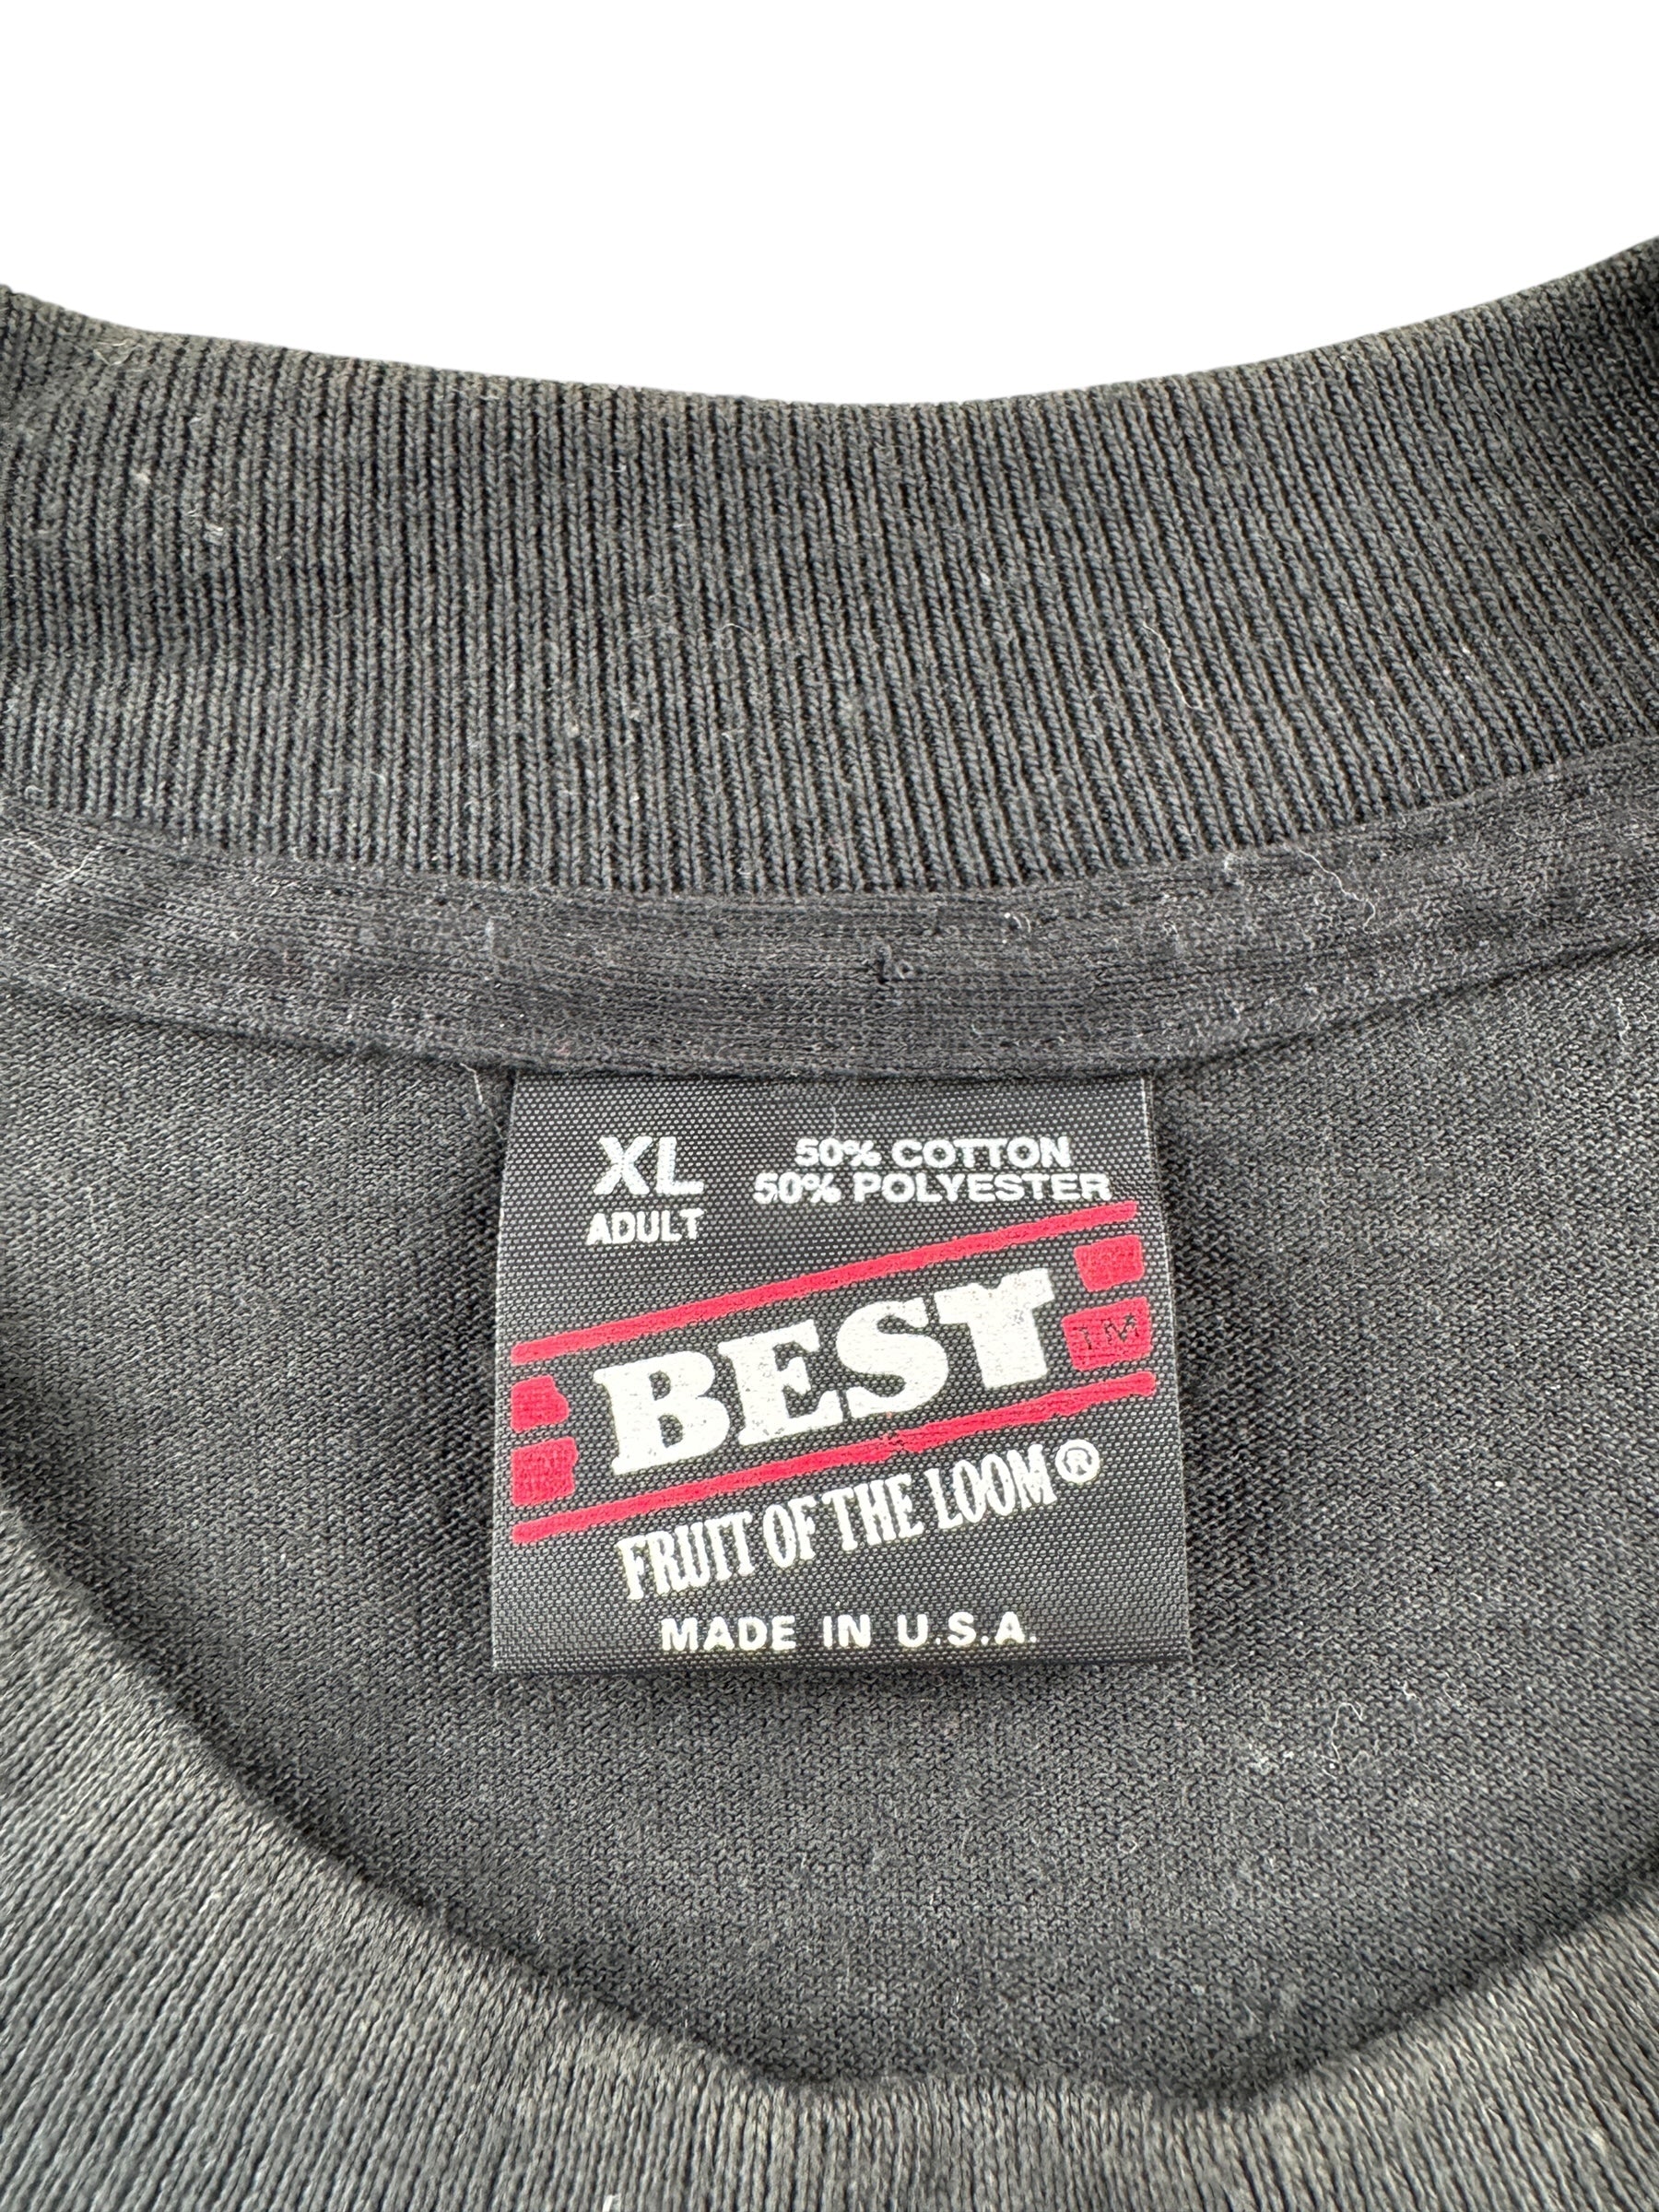 XL
ADULT
50% COTTON
50% POLYESTER
BEST TM
FRUIT OF THE LOOM®
MADE IN U.S.A.